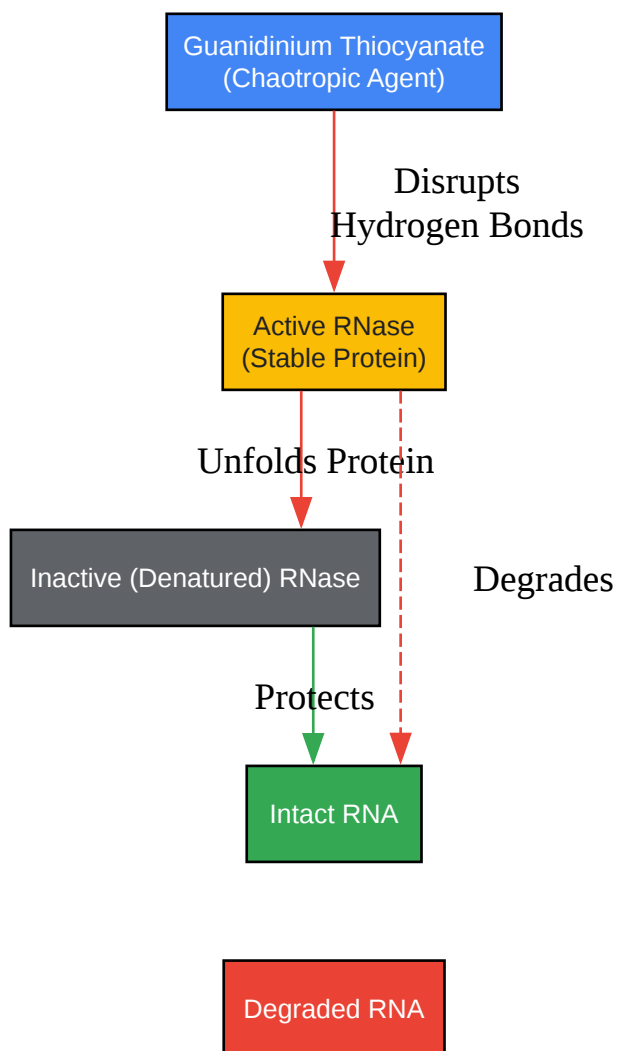 Guanidinium Thiocyanate
(Chaotropic Agent)
Disrupts
Hydrogen Bonds
Active RNase
(Stable Protein)
Unfolds Protein
Inactive (Denatured) RNase
Degrades
Protects
Intact RNA
Degraded RNA